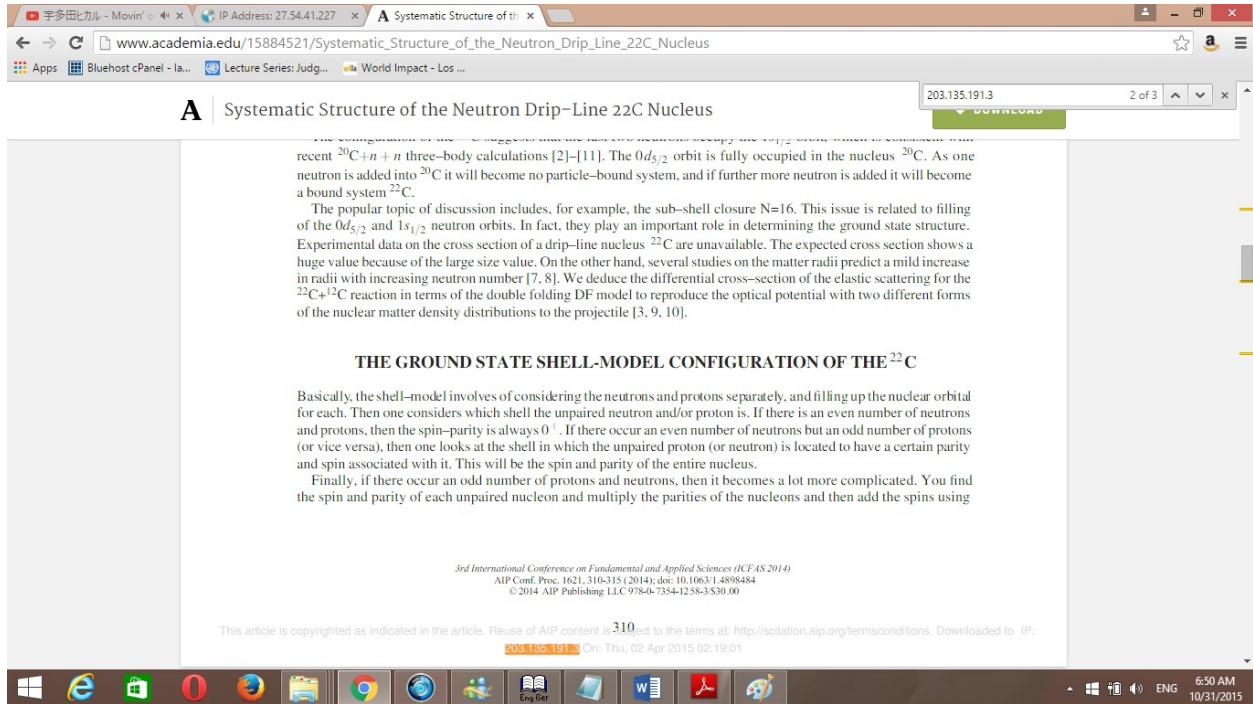 宇多田ヒカル - Movin' o
IP Address: 27.54.41.227
A Systematic Structure of th
www.academia.edu/15884521/Systematic_Structure_of_the_Neutron_Drip_Line_22C_Nucleus
Apps Bluehost cPanel - la... Lecture Series: Judg... World Impact - Los ...
203.135.191.3 2 of 3
A Systematic Structure of the Neutron Drip-Line 22C Nucleus
DOWNLOAD
recent ²⁰C+n+n three–body calculations [2]–[11]. The 0d₅/₂ orbit is fully occupied in the nucleus ²⁰C. As one
neutron is added into ²⁰C it will become no particle–bound system, and if further more neutron is added it will become
a bound system ²²C.
The popular topic of discussion includes, for example, the sub–shell closure N=16. This issue is related to filling
of the 0d₅/₂ and 1s₁/₂ neutron orbits. In fact, they play an important role in determining the ground state structure.
Experimental data on the cross section of a drip–line nucleus ²²C are unavailable. The expected cross section shows a
huge value because of the large size value. On the other hand, several studies on the matter radii predict a mild increase
in radii with increasing neutron number [7, 8]. We deduce the differential cross–section of the elastic scattering for the
²²C+¹²C reaction in terms of the double folding DF model to reproduce the optical potential with two different forms
of the nuclear matter density distributions to the projectile [3, 9, 10].
THE GROUND STATE SHELL-MODEL CONFIGURATION OF THE ²²C
Basically, the shell–model involves of considering the neutrons and protons separately, and filling up the nuclear orbital
for each. Then one considers which shell the unpaired neutron and/or proton is. If there is an even number of neutrons
and protons, then the spin–parity is always 0⁺. If there occur an even number of neutrons but an odd number of protons
(or vice versa), then one looks at the shell in which the unpaired proton (or neutron) is located to have a certain parity
and spin associated with it. This will be the spin and parity of the entire nucleus.
Finally, if there occur an odd number of protons and neutrons, then it becomes a lot more complicated. You find
the spin and parity of each unpaired nucleon and multiply the parities of the nucleons and then add the spins using
3rd International Conference on Fundamental and Applied Sciences (ICFAS 2014)
AIP Conf. Proc. 1621, 310-315 (2014); doi: 10.1063/1.4898484
© 2014 AIP Publishing LLC 978-0-7354-1258-3/$30.00
310
This article is copyrighted as indicated in the article. Reuse of AIP content is subject to the terms at: http://scitation.aip.org/termsconditions. Downloaded to IP:
203.135.191.3 On: Thu, 02 Apr 2015 02:19:01
Eng Ger
ENG
6:50 AM
10/31/2015